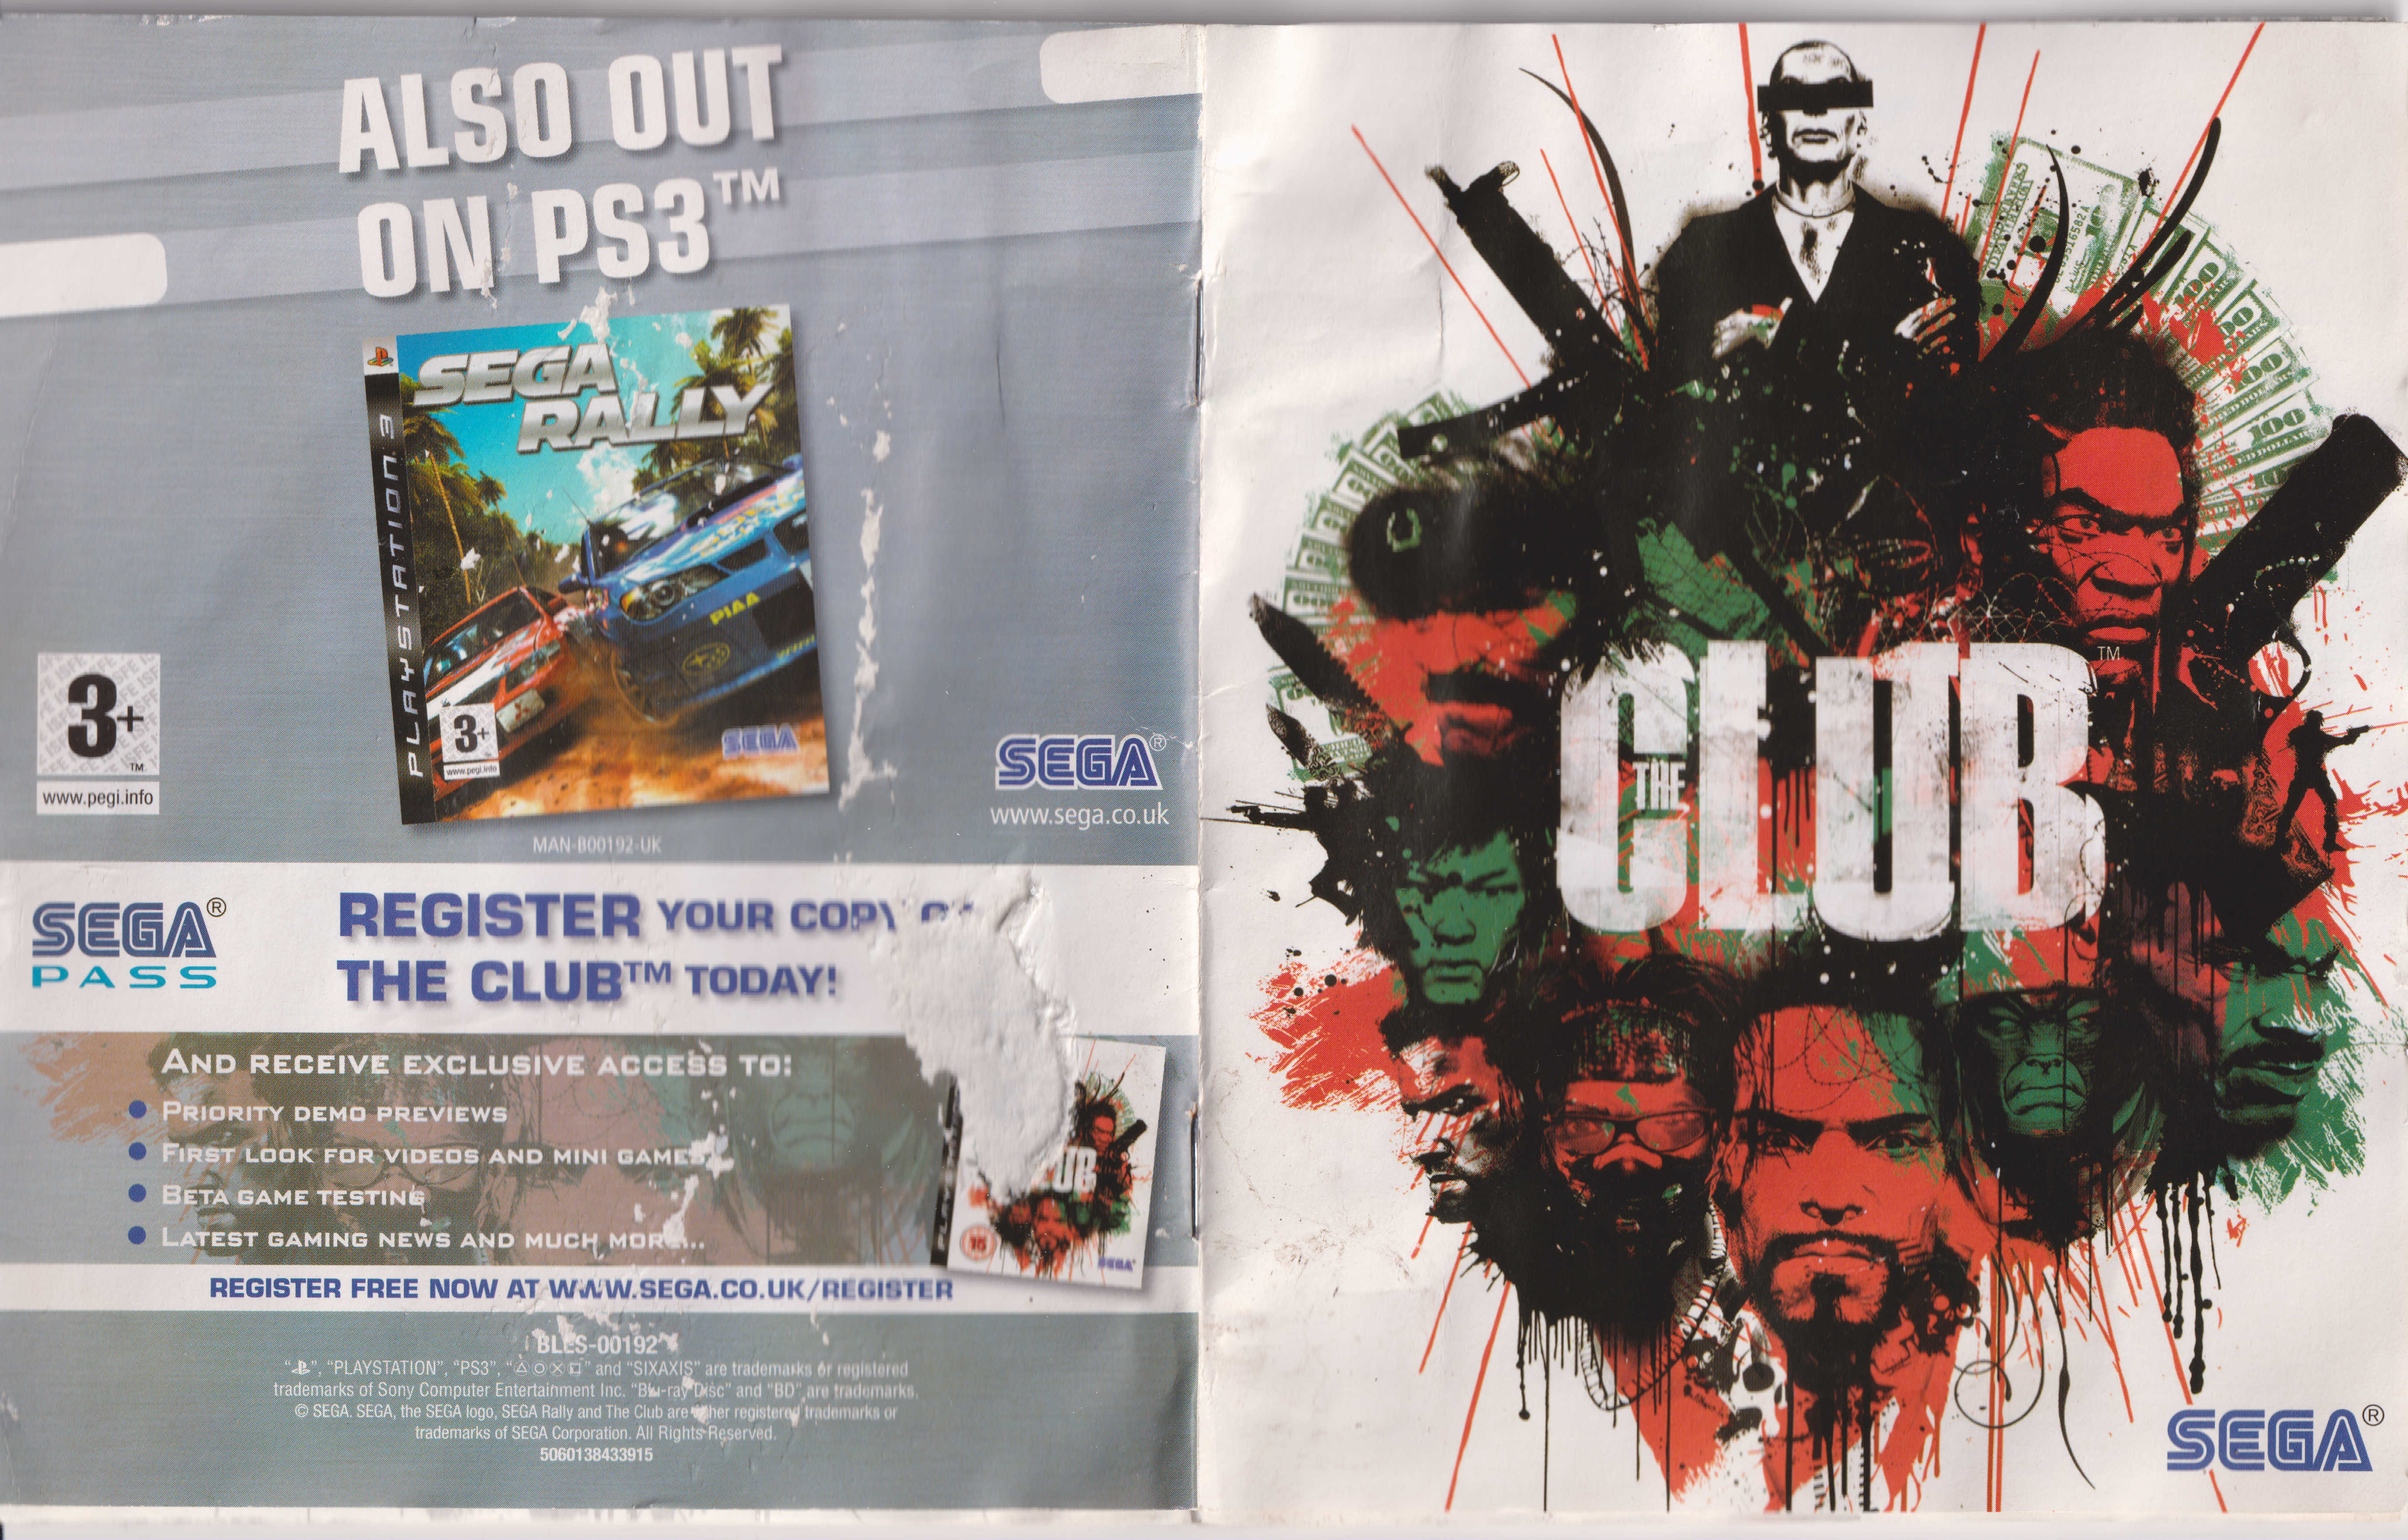 ALSO OUT
ON PS3™
PLAYSTATION 3
SEGA
RALLY
PIAA
3+
www.pegi.info
SEGA
3+
TM
www.pegi.info
SEGA®
www.sega.co.uk
MAN-B00192-UK
SEGA®
PASS
REGISTER YOUR COPY
THE CLUB™ TODAY!
AND RECEIVE EXCLUSIVE ACCESS TO:
• PRIORITY DEMO PREVIEWS
• FIRST LOOK FOR VIDEOS AND MINI GAMES
• BETA GAME TESTING
• LATEST GAMING NEWS AND MUCH MORE...
SEGA
REGISTER FREE NOW AT WWW.SEGA.CO.UK/REGISTER
BLES-00192
“ ”, “PLAYSTATION”, “PS3”, “△○×□” and “SIXAXIS” are trademarks or registered
trademarks of Sony Computer Entertainment Inc. “Blu-ray Disc” and “BD” are trademarks.
© SEGA. SEGA, the SEGA logo, SEGA Rally and The Club are either registered trademarks or
trademarks of SEGA Corporation. All Rights Reserved.
5060138433915
THE
CLUB™
SEGA®